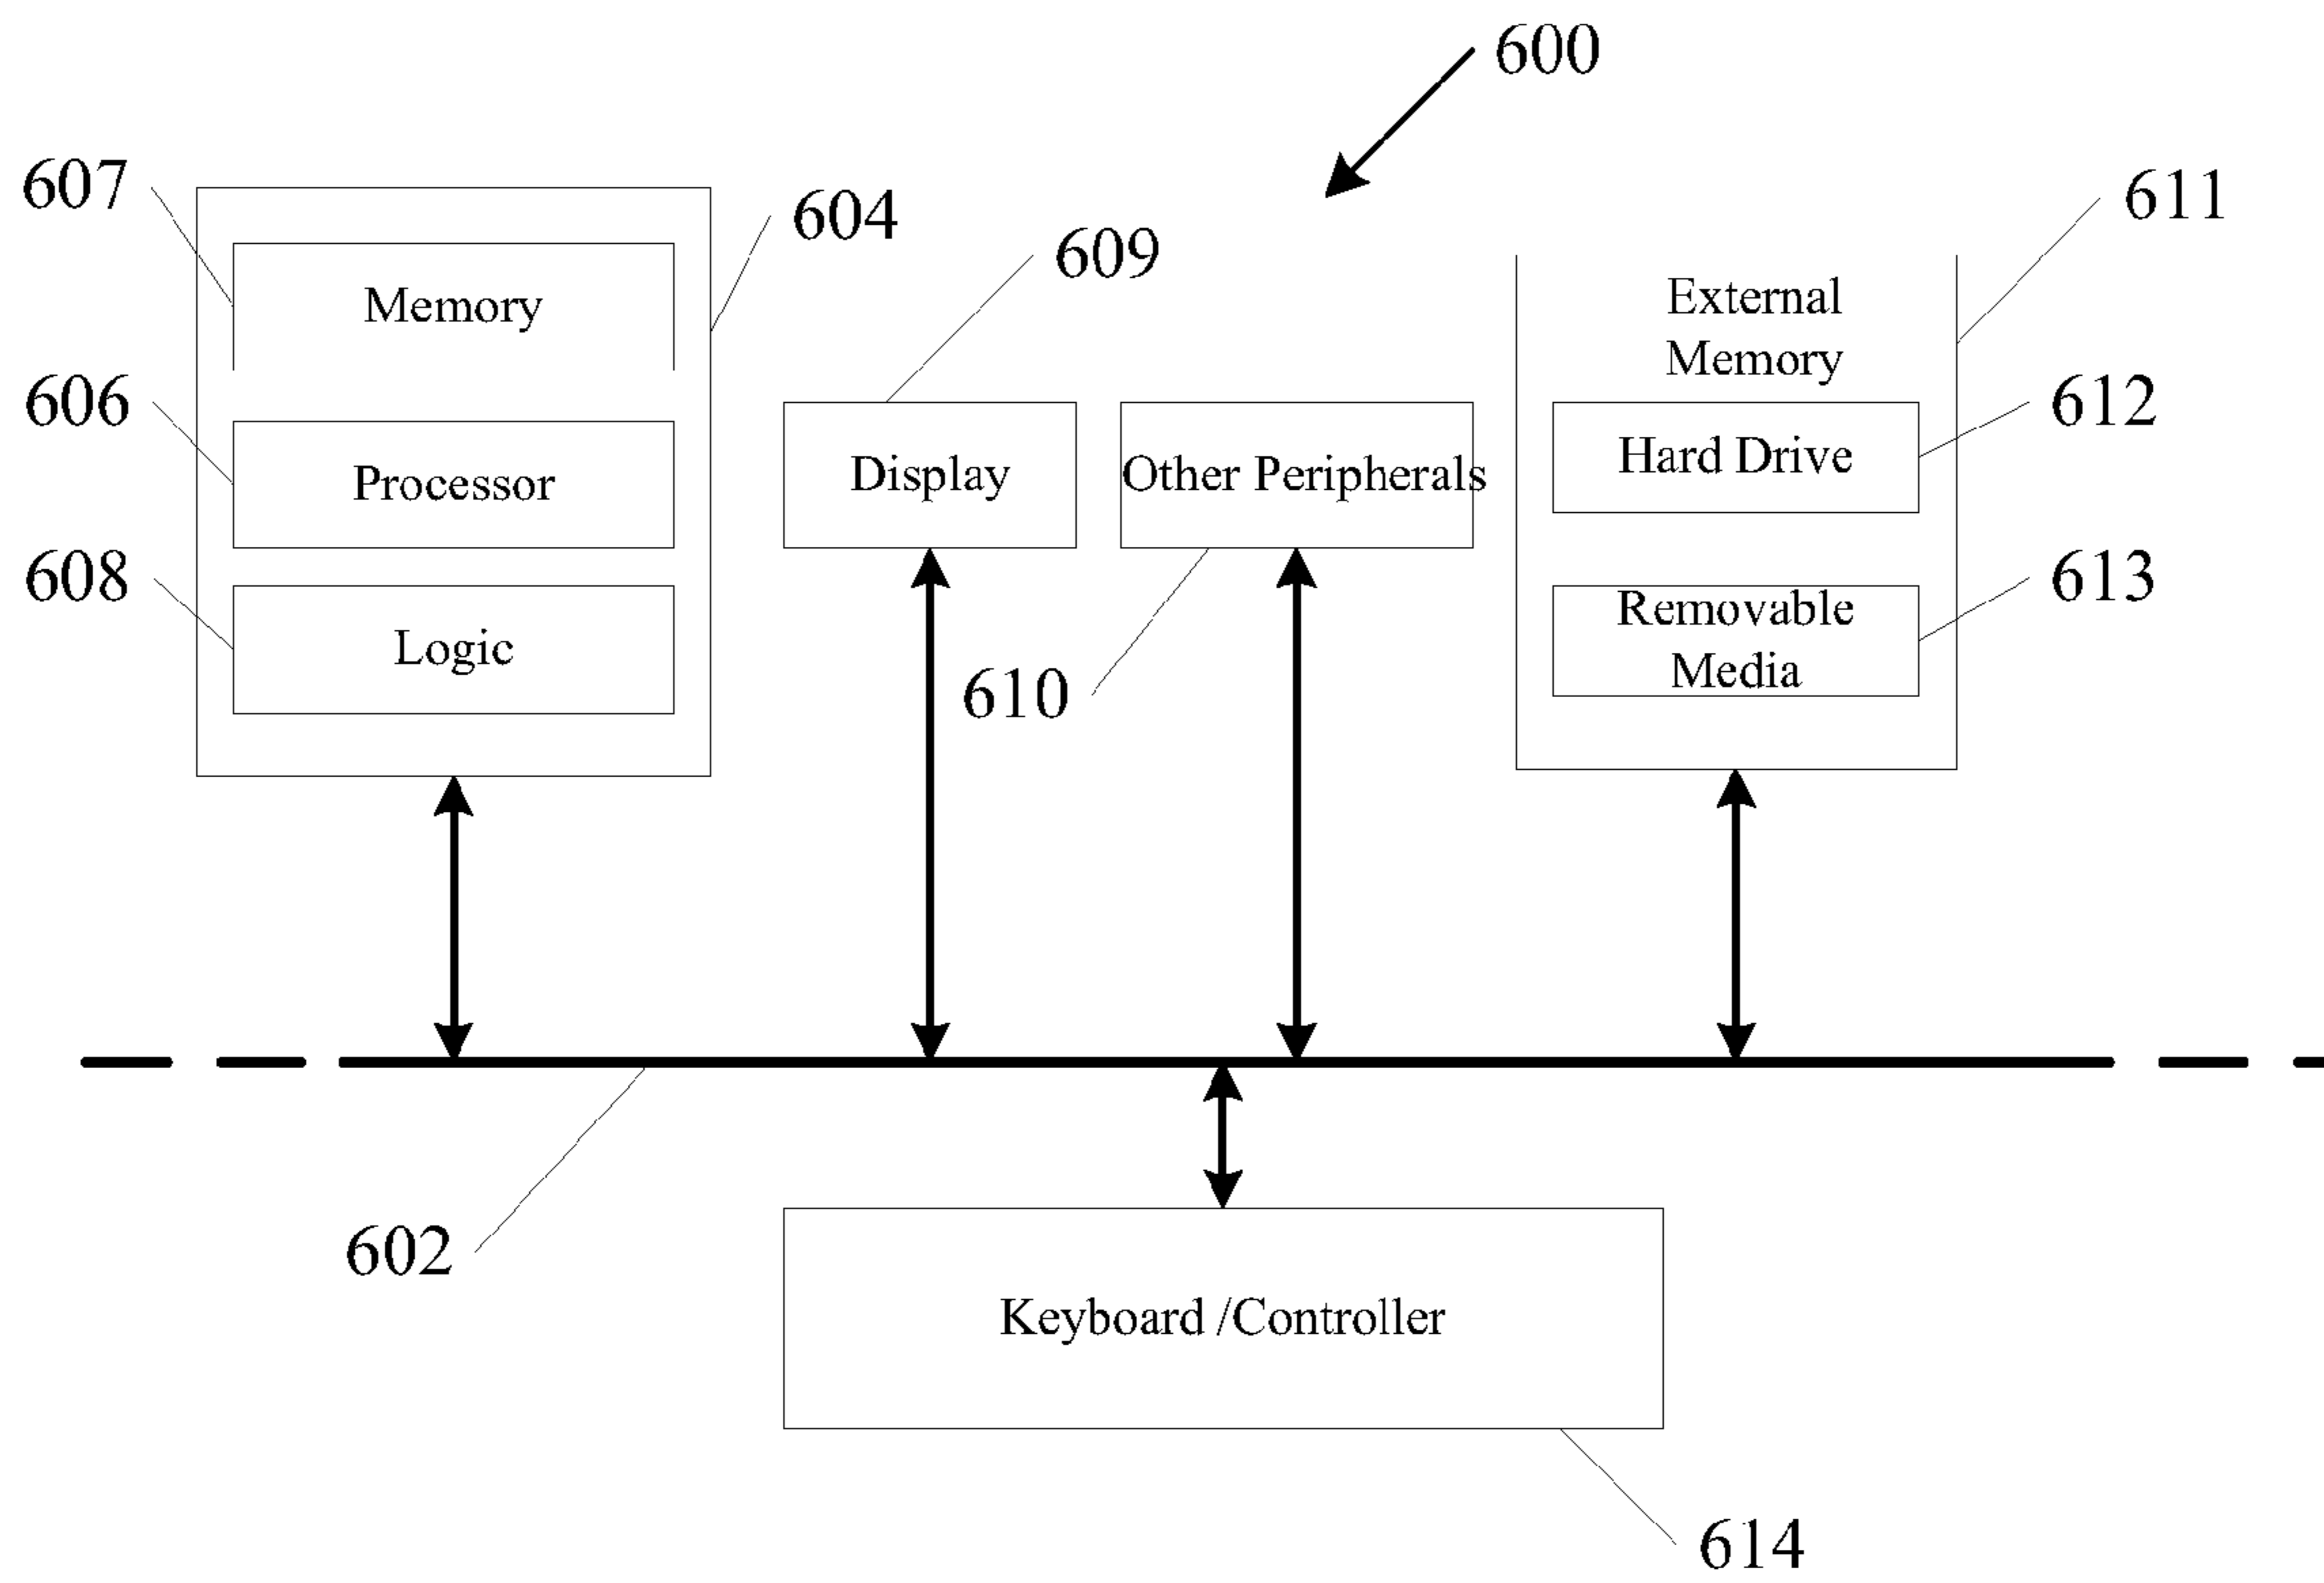 600
607
604
611
609
Memory
External
Memory
606
612
Processor
Display
Other Peripherals
Hard Drive
608
613
Logic
Removable
Media
610
602
Keyboard /Controller
614